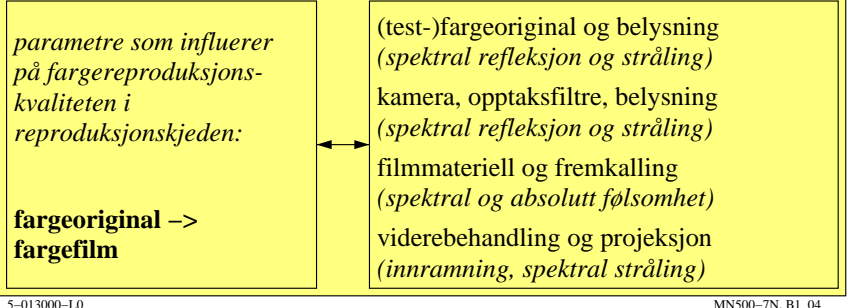 parametre som influerer
på fargereproduksjons-
kvaliteten i
reproduksjonskjeden:
fargeoriginal –>
fargefilm
(test-)fargeoriginal og belysning
(spektral refleksjon og stråling)
kamera, opptaksfiltre, belysning
(spektral refleksjon og stråling)
filmmateriell og fremkalling
(spektral og absolutt følsomhet)
viderebehandling og projeksjon
(innramning, spektral stråling)
5–013000–L0
MN500–7N, B1_04